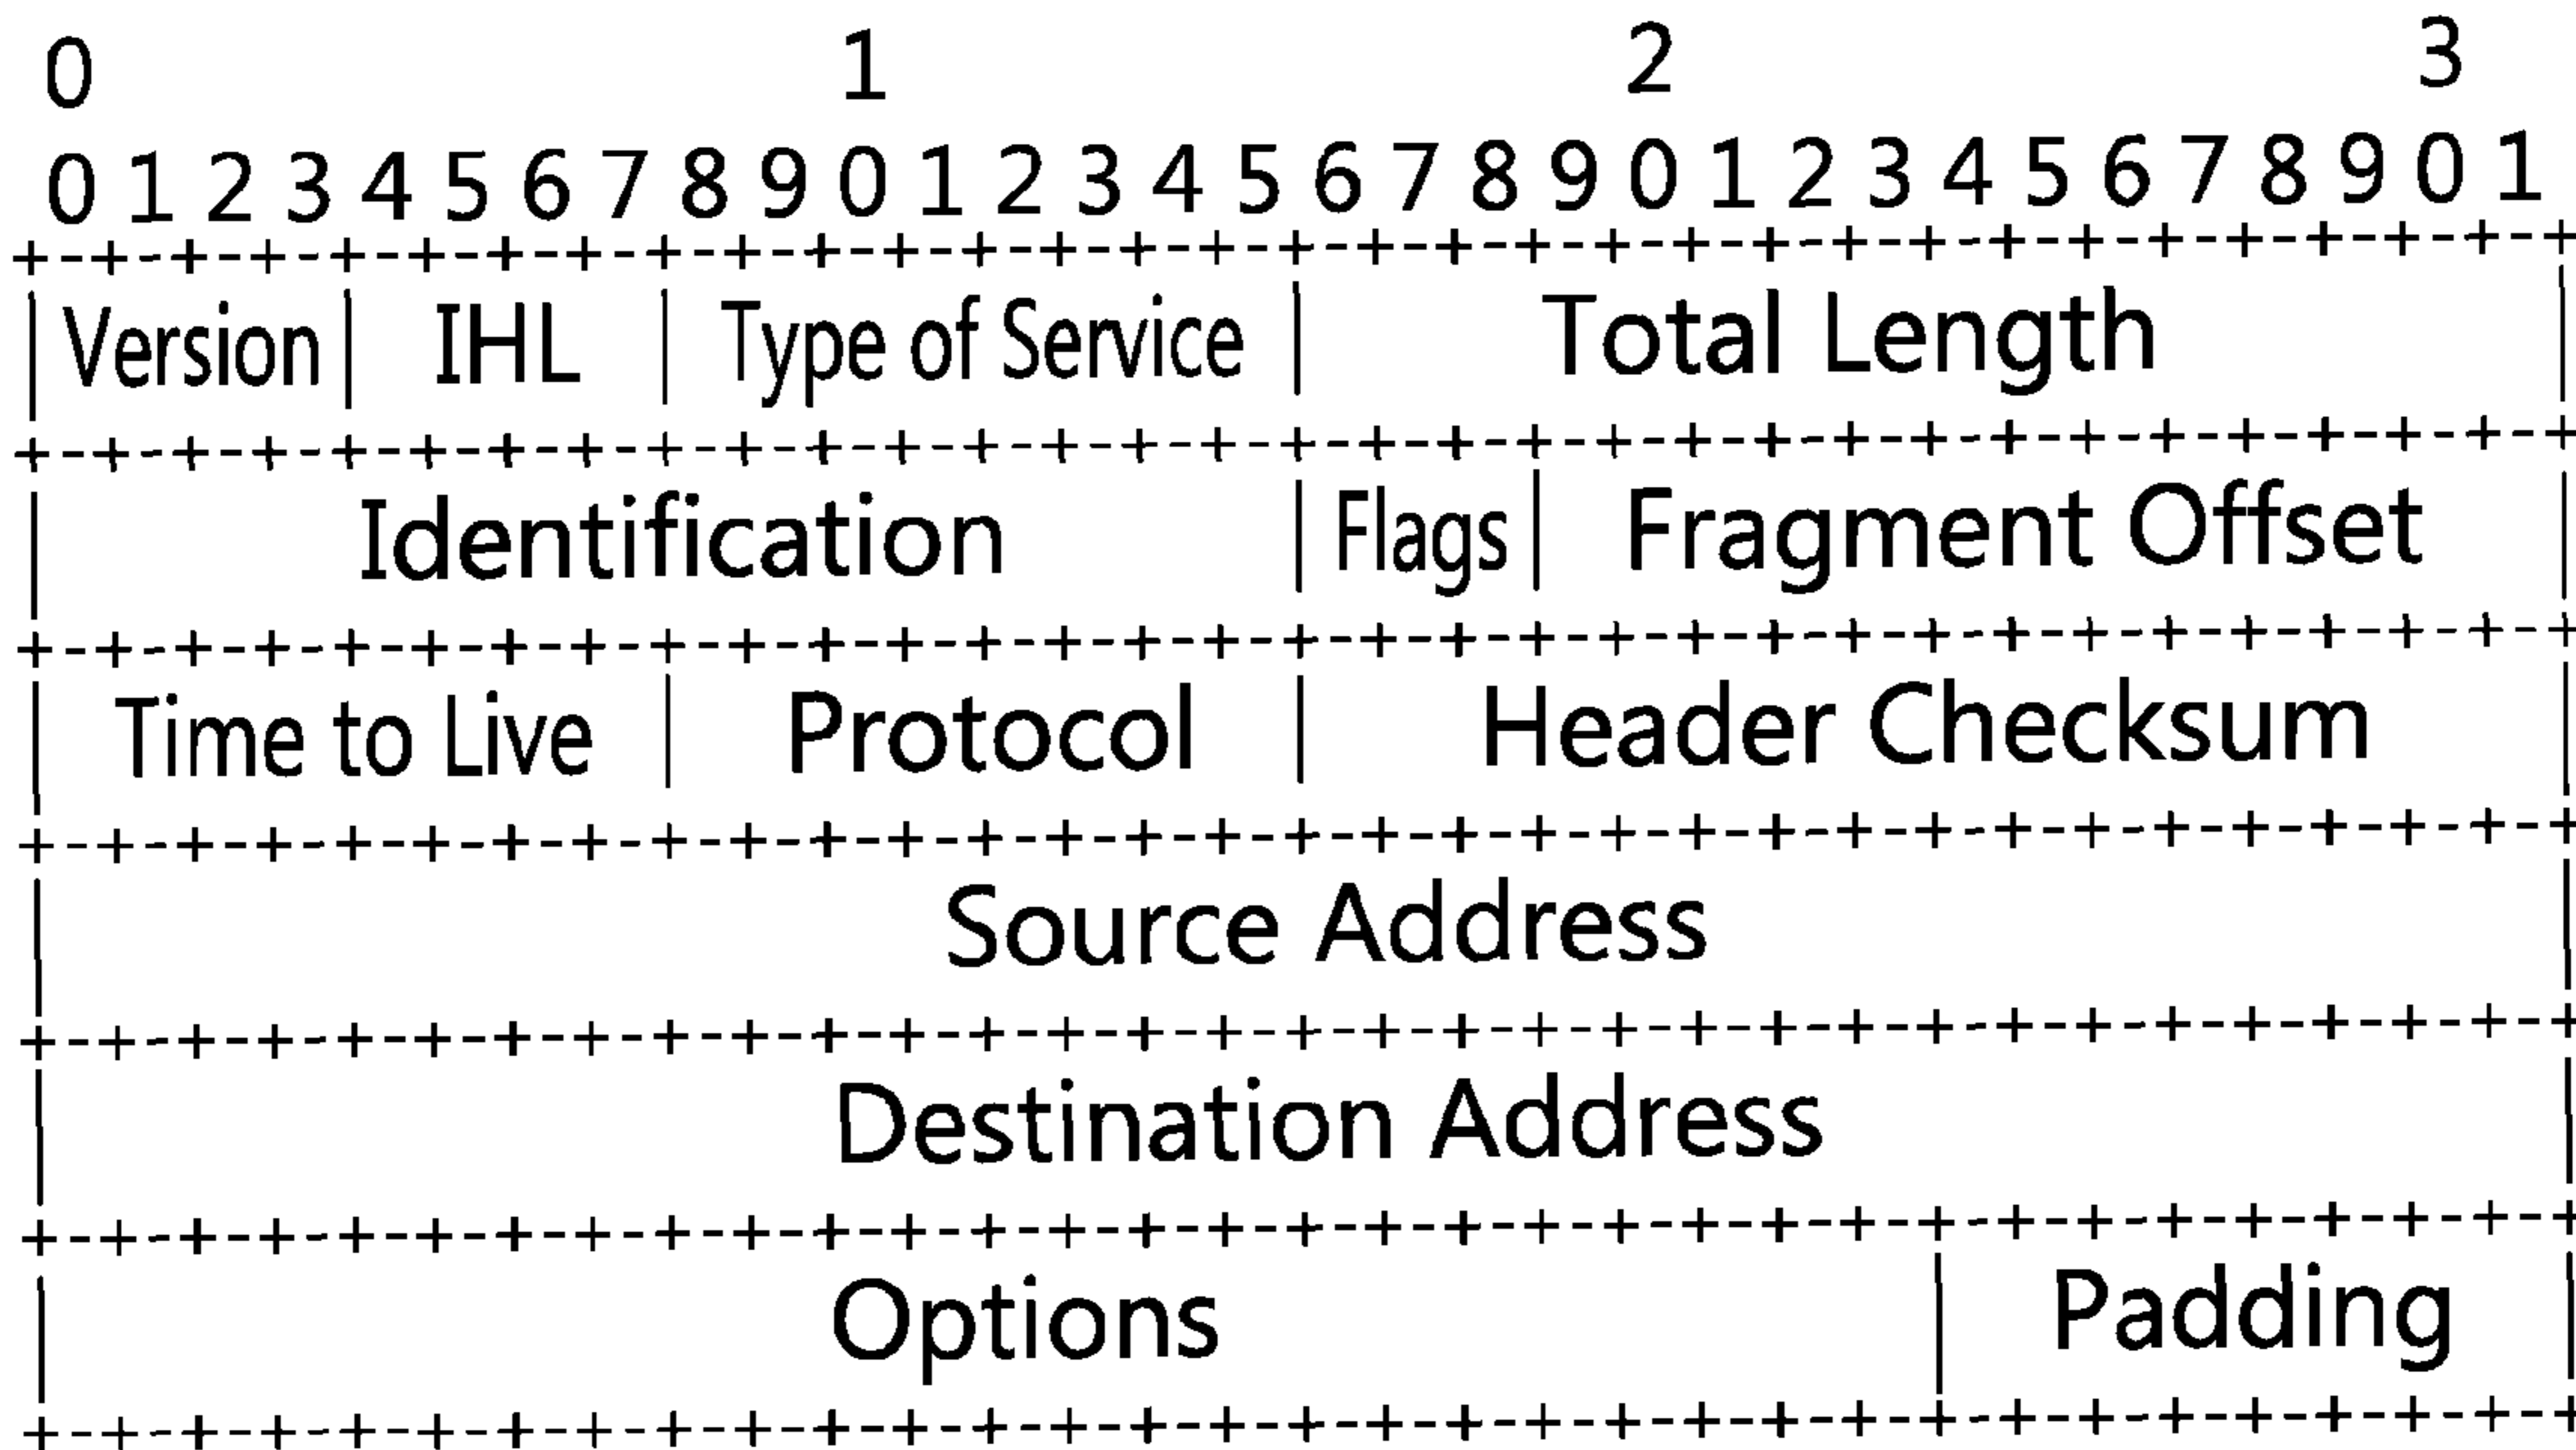 0 1 2 3
0 1 2 3 4 5 6 7 8 9 0 1 2 3 4 5 6 7 8 9 0 1 2 3 4 5 6 7 8 9 0 1
+-+-+-+-+-+-+-+-+-+-+-+-+-+-+-+-+-+-+-+-+-+-+-+-+-+-+-+-+-+-+-+-+
|Version| IHL |Type of Service| Total Length |
+-+-+-+-+-+-+-+-+-+-+-+-+-+-+-+-+-+-+-+-+-+-+-+-+-+-+-+-+-+-+-+-+
| Identification |Flags| Fragment Offset |
+-+-+-+-+-+-+-+-+-+-+-+-+-+-+-+-+-+-+-+-+-+-+-+-+-+-+-+-+-+-+-+-+
| Time to Live | Protocol | Header Checksum |
+-+-+-+-+-+-+-+-+-+-+-+-+-+-+-+-+-+-+-+-+-+-+-+-+-+-+-+-+-+-+-+-+
| Source Address |
+-+-+-+-+-+-+-+-+-+-+-+-+-+-+-+-+-+-+-+-+-+-+-+-+-+-+-+-+-+-+-+-+
| Destination Address |
+-+-+-+-+-+-+-+-+-+-+-+-+-+-+-+-+-+-+-+-+-+-+-+-+-+-+-+-+-+-+-+-+
| Options | Padding |
+-+-+-+-+-+-+-+-+-+-+-+-+-+-+-+-+-+-+-+-+-+-+-+-+-+-+-+-+-+-+-+-+